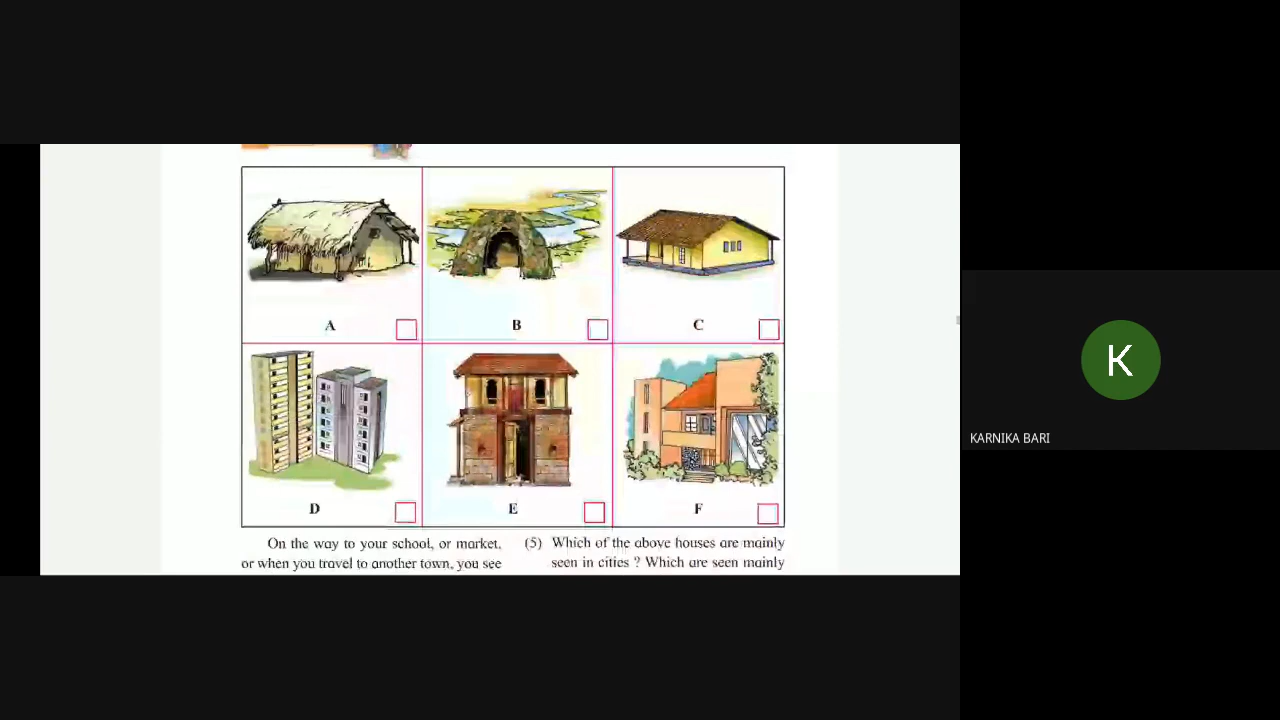 A
B
C
D
E
F
On the way to your school, or market,
or when you travel to another town, you see
(5) Which of the above houses are mainly
seen in cities ? Which are seen mainly
K
KARNIKA BARI